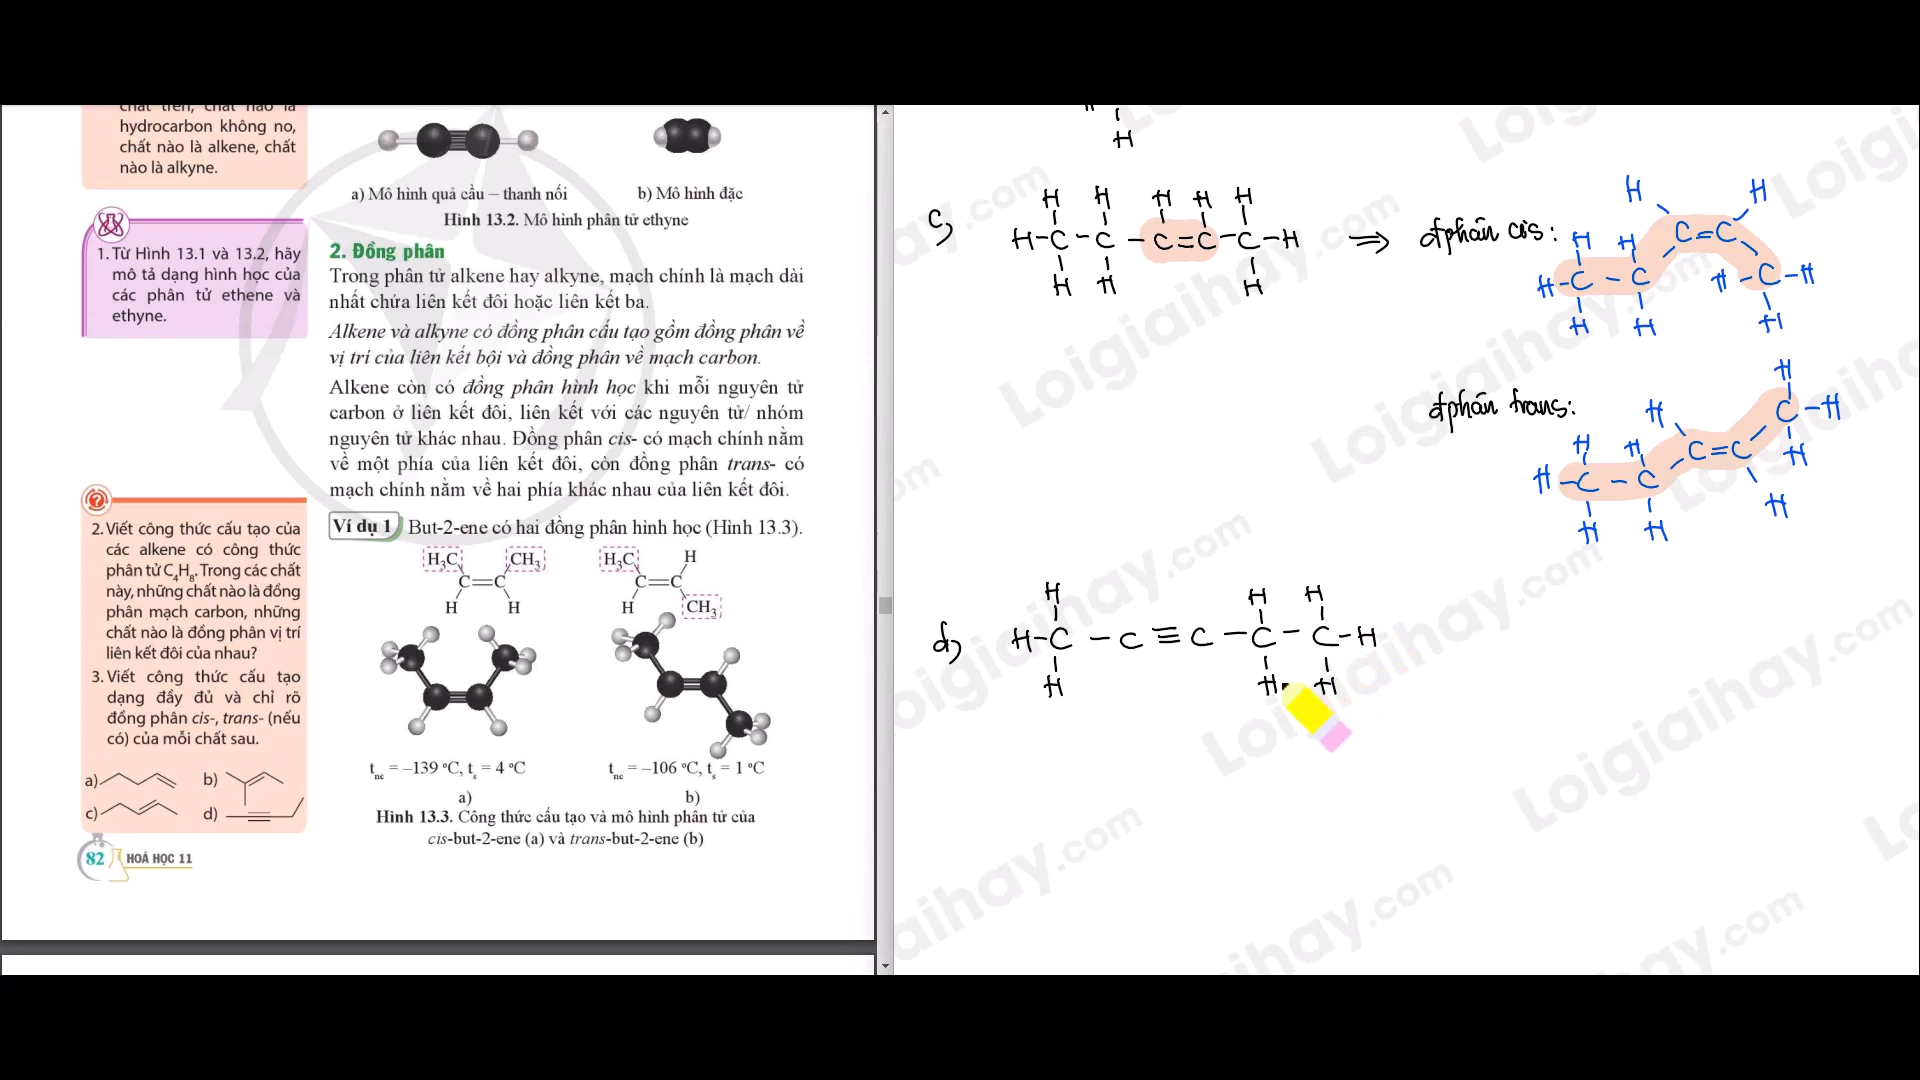 chất trên, chất nào là
hydrocarbon không no,
chất nào là alkene, chất
nào là alkyne.
1. Từ Hình 13.1 và 13.2, hãy
mô tả dạng hình học của
các phân tử ethene và
ethyne.
2. Viết công thức cấu tạo của
các alkene có công thức
phân tử C4H8. Trong các chất
này, những chất nào là đồng
phân mạch carbon, những
chất nào là đồng phân vị trí
liên kết đôi của nhau?
3. Viết công thức cấu tạo
dạng đầy đủ và chỉ rõ
đồng phân cis-, trans- (nếu
có) của mỗi chất sau.
a) b)
c) d)
82 HOÁ HỌC 11
a) Mô hình quả cầu – thanh nối b) Mô hình đặc
Hình 13.2. Mô hình phân tử ethyne
2. Đồng phân
Trong phân tử alkene hay alkyne, mạch chính là mạch dài
nhất chứa liên kết đôi hoặc liên kết ba.
Alkene và alkyne có đồng phân cấu tạo gồm đồng phân về
vị trí của liên kết bội và đồng phân về mạch carbon.
Alkene còn có đồng phân hình học khi mỗi nguyên tử
carbon ở liên kết đôi, liên kết với các nguyên tử/ nhóm
nguyên tử khác nhau. Đồng phân cis- có mạch chính nằm
về một phía của liên kết đôi, còn đồng phân trans- có
mạch chính nằm về hai phía khác nhau của liên kết đôi.
Ví dụ 1 But-2-ene có hai đồng phân hình học (Hình 13.3).
H3C CH3 H3C H
C=C C=C
H H H CH3
tnc = –139 °C, ts = 4 °C tnc = –106 °C, ts = 1 °C
a) b)
Hình 13.3. Công thức cấu tạo và mô hình phân tử của
cis-but-2-ene (a) và trans-but-2-ene (b)
H
c)
H H H H H
H-C-C-C=C-C-H ⇒ đphân cis:
H H H
H H
C=C
H H
H-C-C H-C-H
H H H
đphân trans:
H
H C-H
H H C=C H
H-C-C H
H H
d)
H H H
H-C-C≡C-C-C-H
H H H
Loigiaihay.com
Loigiaihay.com
Loigiaihay.com
Loigiaihay.com
Loigiaihay.com
Loigiaihay.com